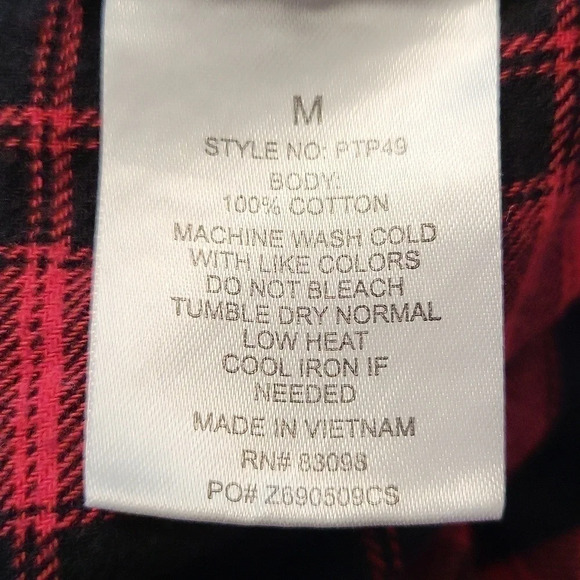 M
STYLE NO: PTP49
BODY:
100% COTTON
MACHINE WASH COLD
WITH LIKE COLORS
DO NOT BLEACH
TUMBLE DRY NORMAL
LOW HEAT
COOL IRON IF
NEEDED
MADE IN VIETNAM
RN# 83098
PO# Z690509CS